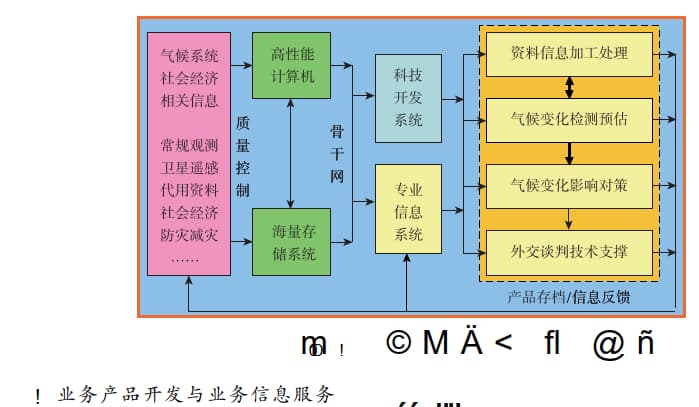 气候系统
社会经济
相关信息
常规观测
卫星遥感
代用资料
社会经济
防灾减灾
……
质量控制
高性能
计算机
海量存
储系统
骨干网
科技
开发
系统
专业
信息
系统
资料信息加工处理
气候变化检测预估
气候变化影响对策
外交谈判技术支撑
产品存档/信息反馈
! ©MÄ< fl @ñ
! 业务产品开发与业务信息服务